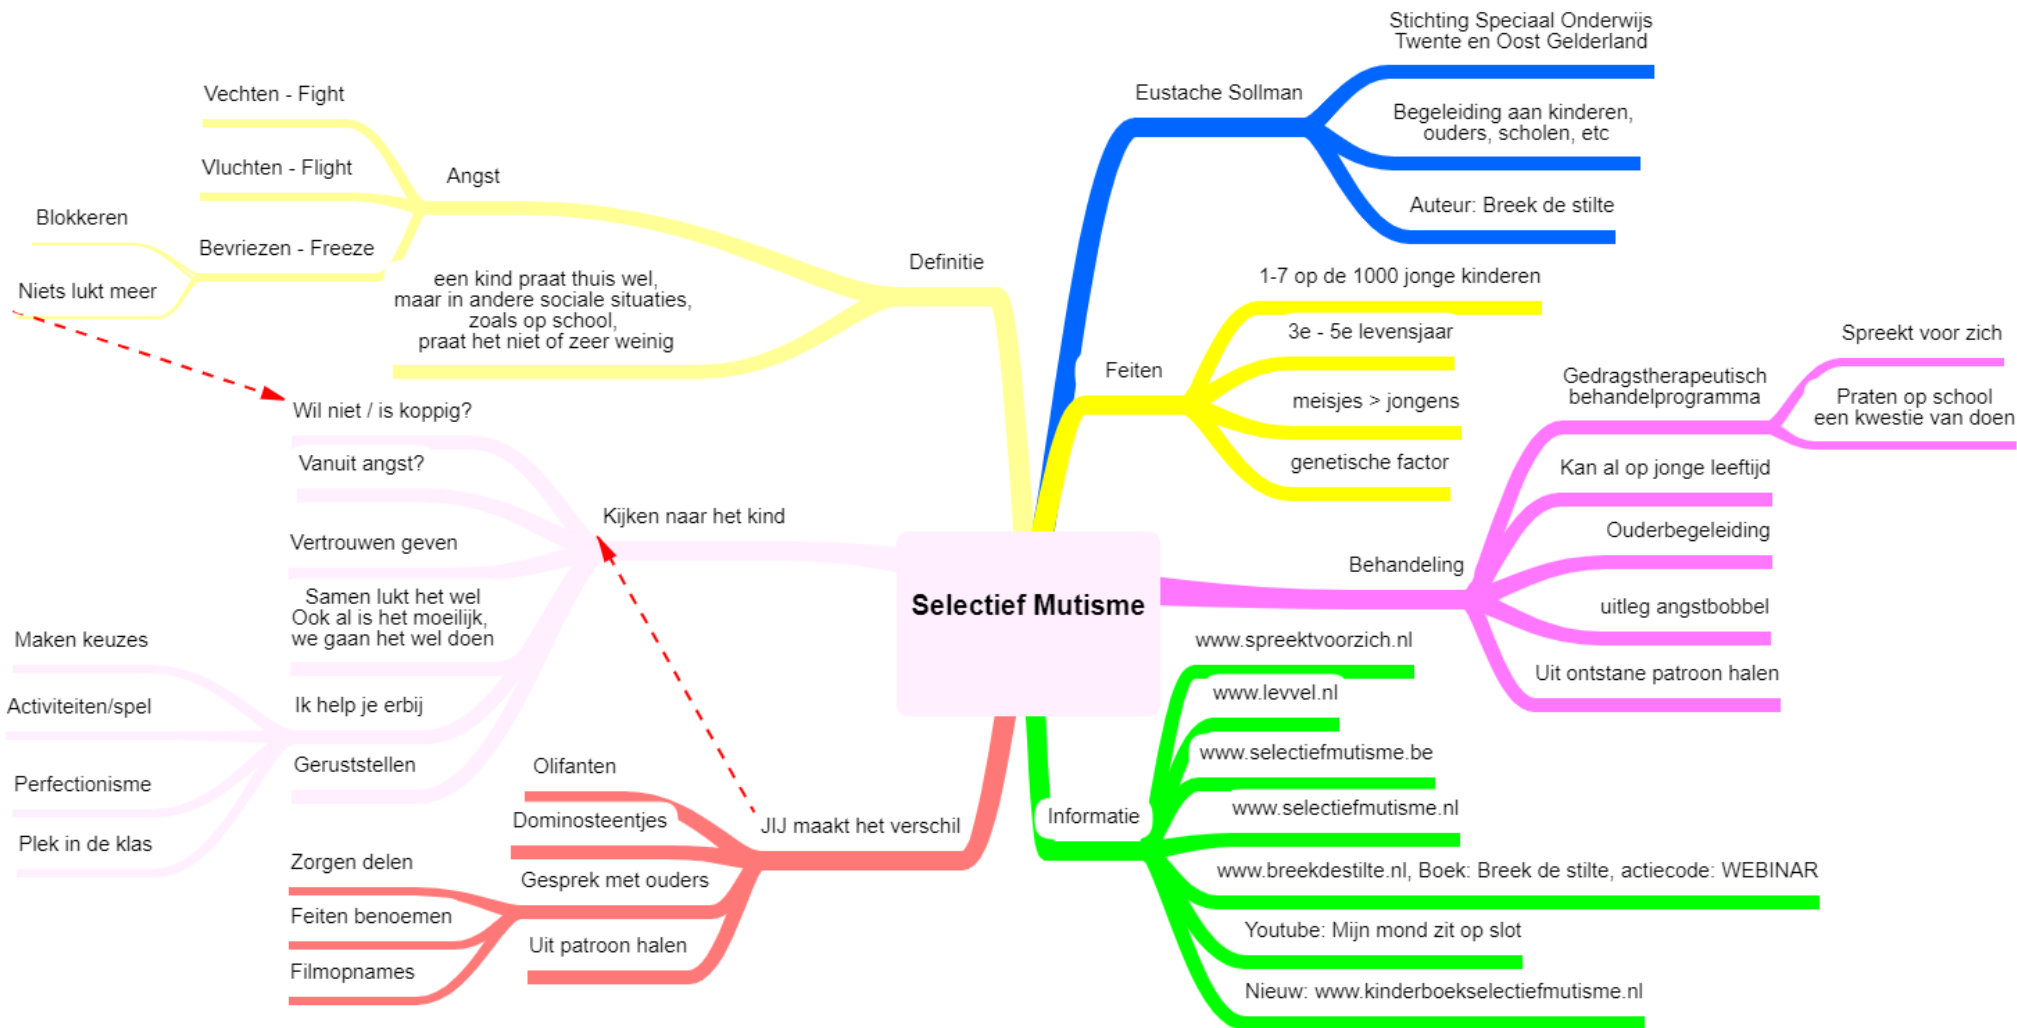 Selectief Mutisme
Eustache Sollman
Stichting Speciaal Onderwijs
Twente en Oost Gelderland
Begeleiding aan kinderen,
ouders, scholen, etc
Auteur: Breek de stilte
Feiten
1-7 op de 1000 jonge kinderen
3e - 5e levensjaar
meisjes > jongens
genetische factor
Behandeling
Gedragstherapeutisch
behandelprogramma
Spreekt voor zich
Praten op school
een kwestie van doen
Kan al op jonge leeftijd
Ouderbegeleiding
uitleg angstbobbel
Uit ontstane patroon halen
Informatie
www.spreektvoorzich.nl
www.levvel.nl
www.selectiefmutisme.be
www.selectiefmutisme.nl
www.breekdestilte.nl, Boek: Breek de stilte, actiecode: WEBINAR
Youtube: Mijn mond zit op slot
Nieuw: www.kinderboekselectiefmutisme.nl
Definitie
Angst
Vechten - Fight
Vluchten - Flight
Bevriezen - Freeze
Blokkeren
Niets lukt meer
een kind praat thuis wel,
maar in andere sociale situaties,
zoals op school,
praat het niet of zeer weinig
Kijken naar het kind
Wil niet / is koppig?
Vanuit angst?
Vertrouwen geven
Samen lukt het wel
Ook al is het moeilijk,
we gaan het wel doen
Ik help je erbij
Maken keuzes
Activiteiten/spel
Perfectionisme
Plek in de klas
Geruststellen
JIJ maakt het verschil
Olifanten
Dominosteentjes
Gesprek met ouders
Zorgen delen
Feiten benoemen
Filmopnames
Uit patroon halen